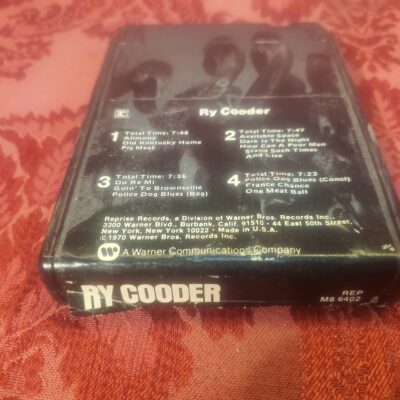 Ry Cooder
1 Total Time: 7:48
Alimony
Old Kentucky Home
Pig Meat
2 Total Time: 7:47
Available Space
Dark Is The Night
How Can A Poor Man
Stand Such Times
And Live
3 Total Time: 7:35
Do Re Mi
Goin' To Brownsville
Police Dog Blues (Beg)
4 Total Time: 7:23
Police Dog Blues (Concl)
France Chance
One Meat Ball
Reprise Records, a Division of Warner Bros. Records Inc.,
3300 Warner Blvd., Burbank, Calif. 91510 • 44 East 50th Street,
New York, New York 10022 • Made in U.S.A.
©1970 Warner Bros. Records Inc.
A Warner Communications Company
RY COODER
REP
M8 6402